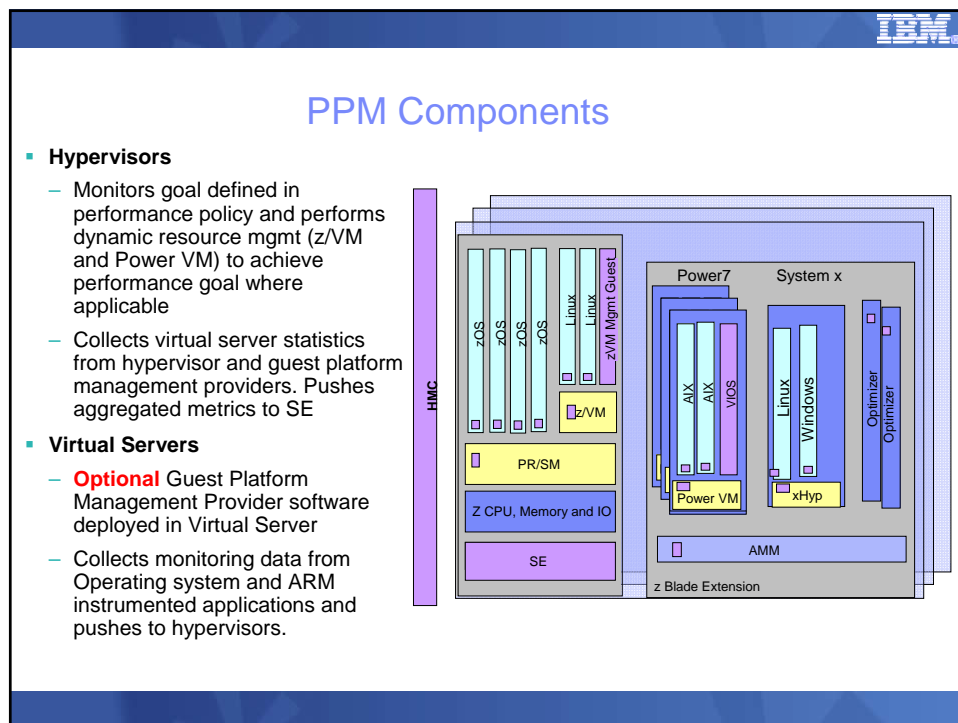 IBM
PPM Components
Hypervisors
– Monitors goal defined in
performance policy and performs
dynamic resource mgmt (z/VM
and Power VM) to achieve
performance goal where
applicable
– Collects virtual server statistics
from hypervisor and guest platform
management providers. Pushes
aggregated metrics to SE
Virtual Servers
– Optional Guest Platform
Management Provider software
deployed in Virtual Server
– Collects monitoring data from
Operating system and ARM
instrumented applications and
pushes to hypervisors.
HMC
zOS
zOS
zOS
zOS
Linux
Linux
zVM Mgmt Guest
z/VM
PR/SM
Z CPU, Memory and IO
SE
Power7
System x
AIX
AIX
VIOS
Power VM
Linux
Windows
xHyp
Optimizer
Optimizer
AMM
z Blade Extension